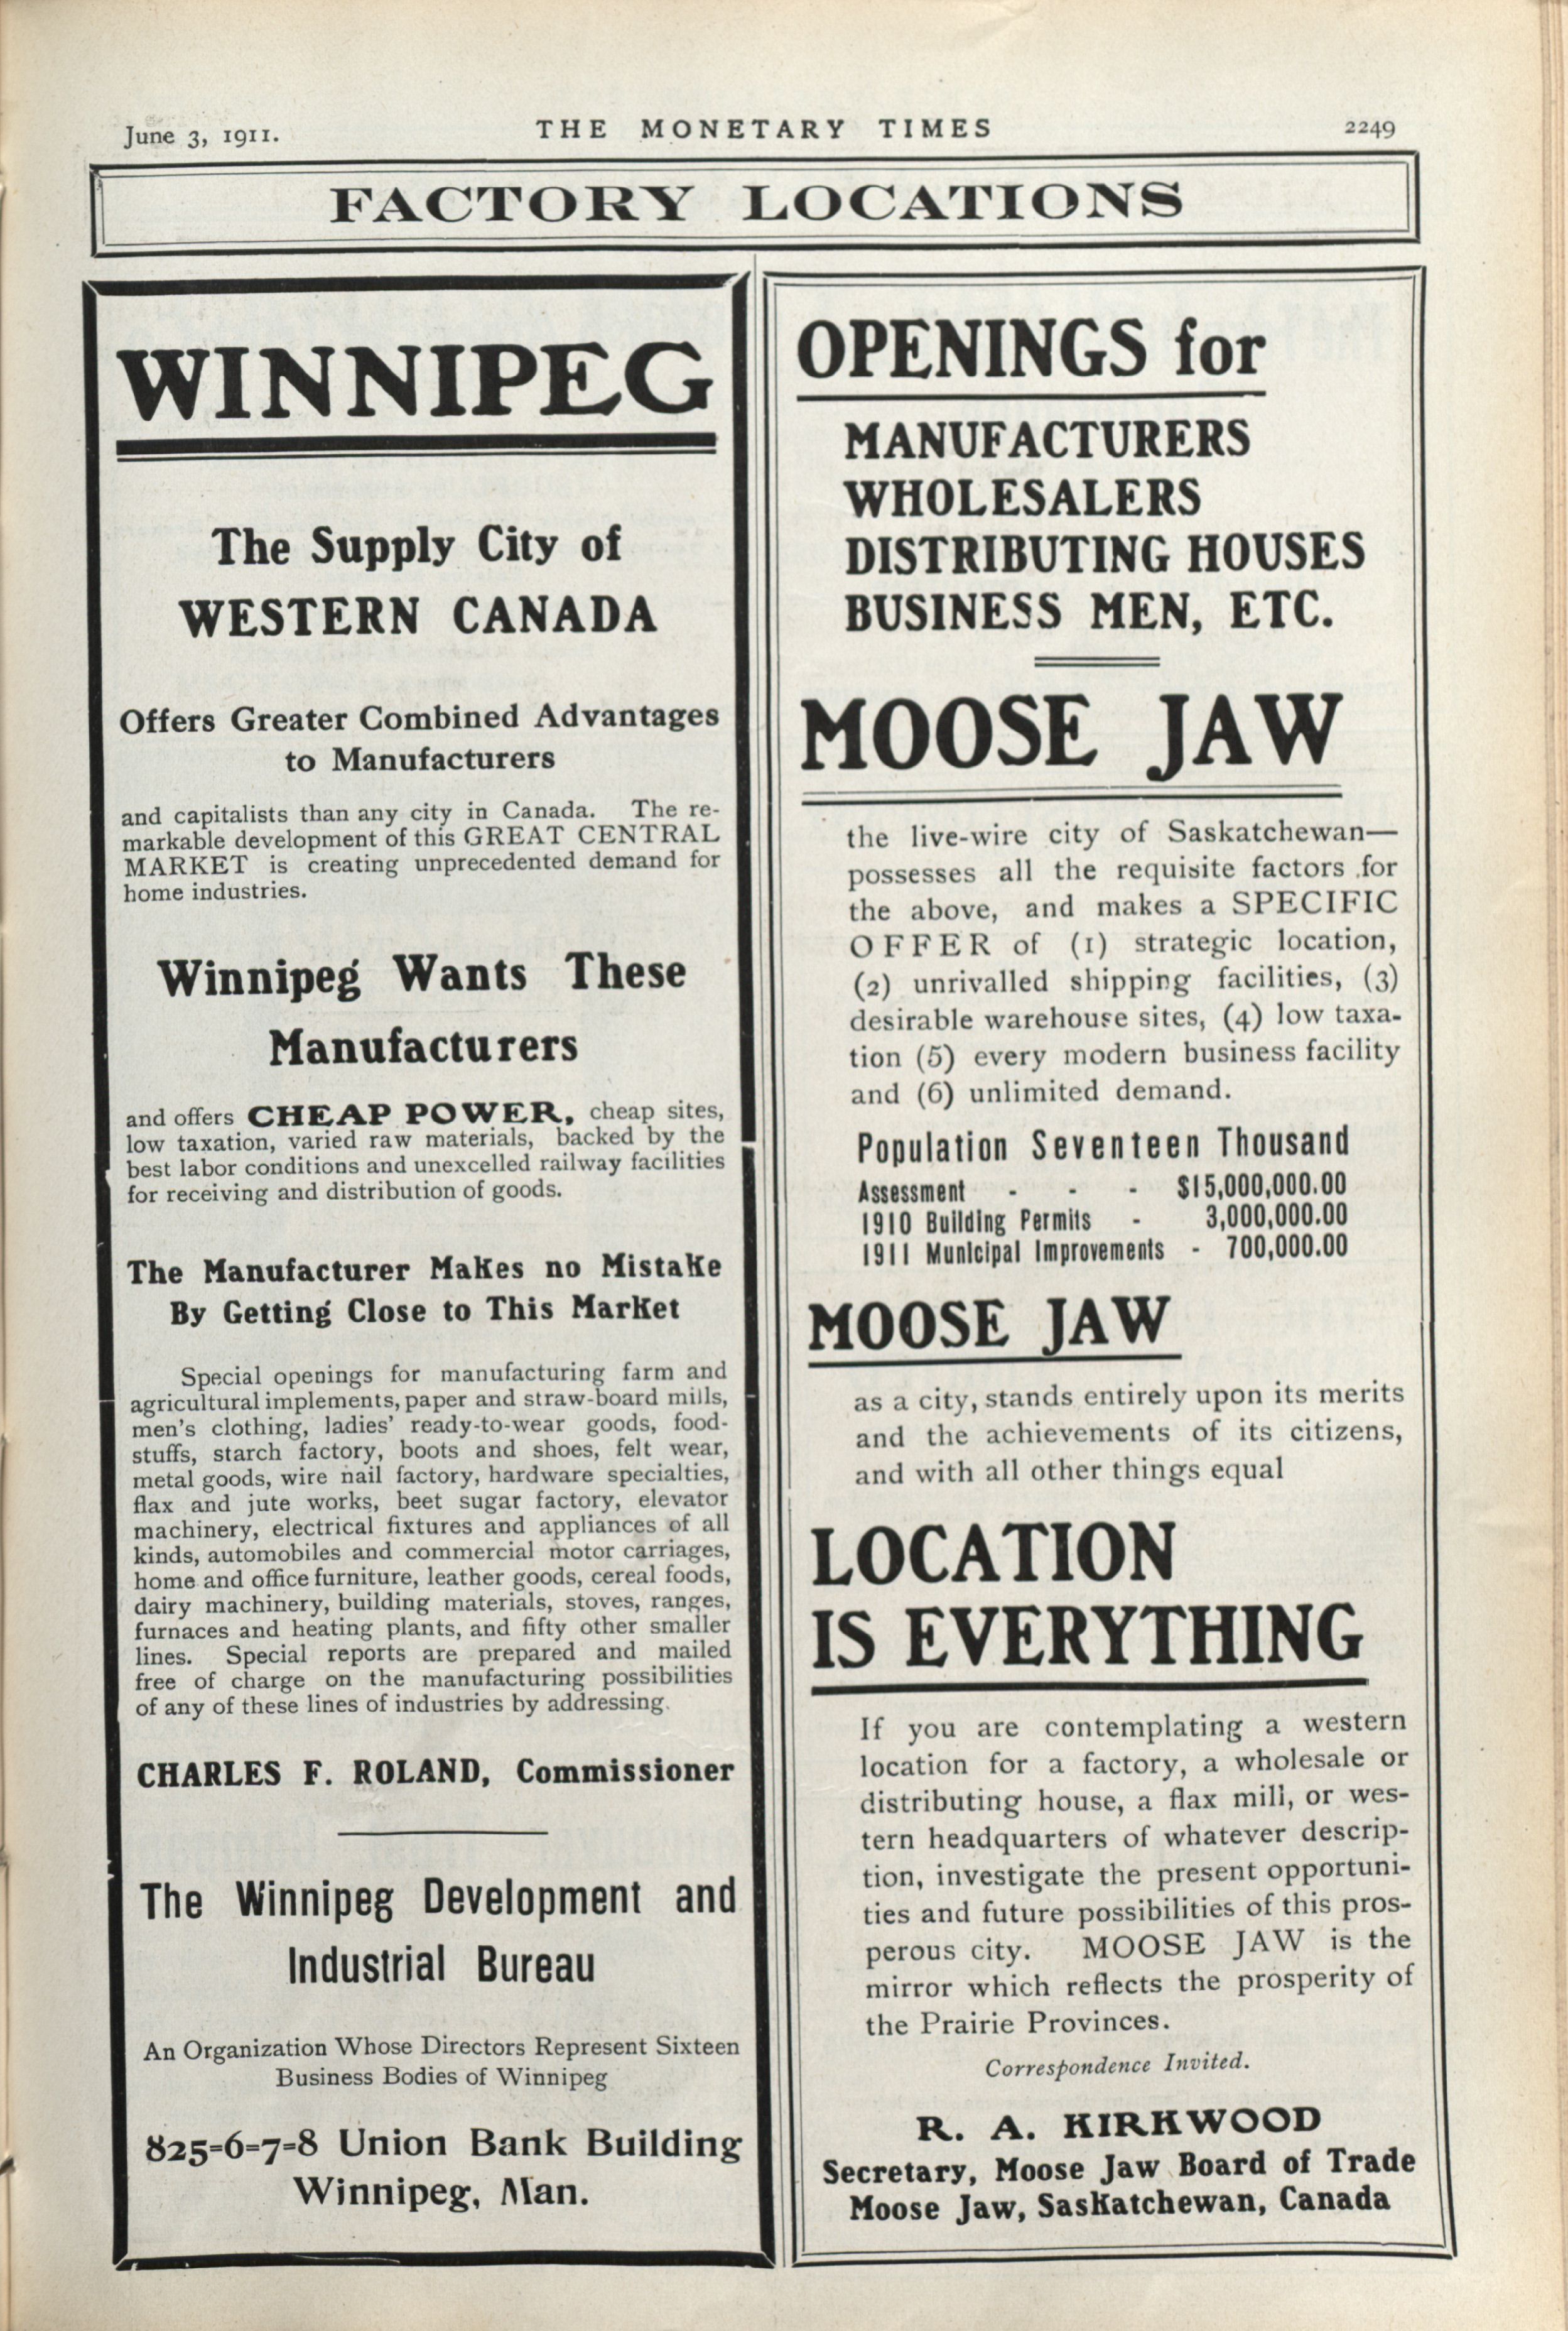 June 3, 1911.
THE MONETARY TIMES
2249
FACTORY LOCATIONS
WINNIPEG
The Supply City of
WESTERN CANADA
Offers Greater Combined Advantages
to Manufacturers
and capitalists than any city in Canada. The re-
markable development of this GREAT CENTRAL
MARKET is creating unprecedented demand for
home industries.
Winnipeg Wants These
Manufacturers
and offers CHEAP POWER, cheap sites,
low taxation, varied raw materials, backed by the
best labor conditions and unexcelled railway facilities
for receiving and distribution of goods.
The Manufacturer Makes no Mistake
By Getting Close to This Market
Special openings for manufacturing farm and
agricultural implements, paper and straw-board mills,
men's clothing, ladies' ready-to-wear goods, food-
stuffs, starch factory, boots and shoes, felt wear,
metal goods, wire nail factory, hardware specialties,
flax and jute works, beet sugar factory, elevator
machinery, electrical fixtures and appliances of all
kinds, automobiles and commercial motor carriages,
home and office furniture, leather goods, cereal foods,
dairy machinery, building materials, stoves, ranges,
furnaces and heating plants, and fifty other smaller
lines. Special reports are prepared and mailed
free of charge on the manufacturing possibilities
of any of these lines of industries by addressing.
CHARLES F. ROLAND, Commissioner
The Winnipeg Development and
Industrial Bureau
An Organization Whose Directors Represent Sixteen
Business Bodies of Winnipeg
825=6=7=8 Union Bank Building
Winnipeg, Man.
OPENINGS for
MANUFACTURERS
WHOLESALERS
DISTRIBUTING HOUSES
BUSINESS MEN, ETC.
MOOSE JAW
the live-wire city of Saskatchewan—
possesses all the requisite factors for
the above, and makes a SPECIFIC
OFFER of (1) strategic location,
(2) unrivalled shipping facilities, (3)
desirable warehouse sites, (4) low taxa-
tion (5) every modern business facility
and (6) unlimited demand.
Population Seventeen Thousand
Assessment - - - $15,000,000.00
1910 Building Permits - 3,000,000.00
1911 Municipal Improvements - 700,000.00
MOOSE JAW
as a city, stands entirely upon its merits
and the achievements of its citizens,
and with all other things equal
LOCATION
IS EVERYTHING
If you are contemplating a western
location for a factory, a wholesale or
distributing house, a flax mill, or wes-
tern headquarters of whatever descrip-
tion, investigate the present opportuni-
ties and future possibilities of this pros-
perous city. MOOSE JAW is the
mirror which reflects the prosperity of
the Prairie Provinces.
Correspondence Invited.
R. A. KIRKWOOD
Secretary, Moose Jaw Board of Trade
Moose Jaw, Saskatchewan, Canada